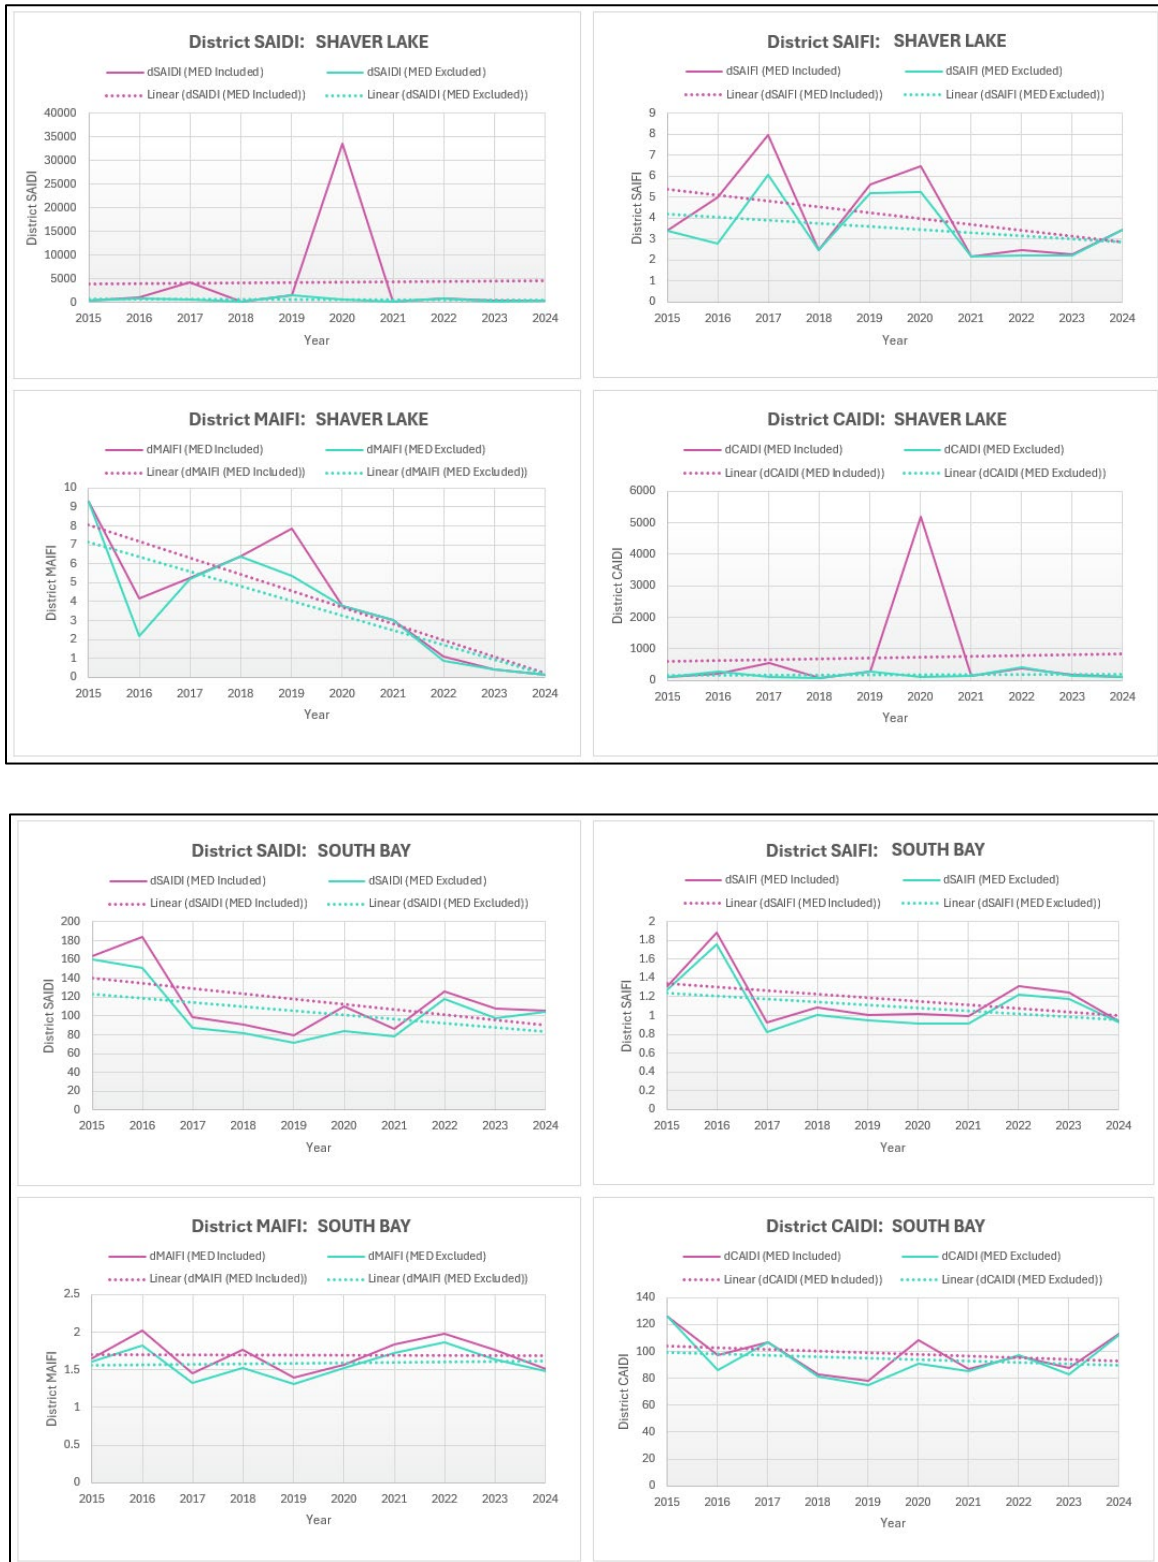 District SAIDI: SHAVER LAKE
dSAIDI (MED Included) dSAIDI (MED Excluded)
Linear (dSAIDI (MED Included)) Linear (dSAIDI (MED Excluded))
40000
35000
30000
25000
20000
15000
10000
5000
0
District SAIDI
2015 2016 2017 2018 2019 2020 2021 2022 2023 2024
Year
District SAIFI: SHAVER LAKE
dSAIFI (MED Included) dSAIFI (MED Excluded)
Linear (dSAIFI (MED Included)) Linear (dSAIFI (MED Excluded))
9
8
7
6
5
4
3
2
1
0
District SAIFI
2015 2016 2017 2018 2019 2020 2021 2022 2023 2024
Year
District MAIFI: SHAVER LAKE
dMAIFI (MED Included) dMAIFI (MED Excluded)
Linear (dMAIFI (MED Included)) Linear (dMAIFI (MED Excluded))
10
9
8
7
6
5
4
3
2
1
0
District MAIFI
2015 2016 2017 2018 2019 2020 2021 2022 2023 2024
Year
District CAIDI: SHAVER LAKE
dCAIDI (MED Included) dCAIDI (MED Excluded)
Linear (dCAIDI (MED Included)) Linear (dCAIDI (MED Excluded))
6000
5000
4000
3000
2000
1000
0
District CAIDI
2015 2016 2017 2018 2019 2020 2021 2022 2023 2024
Year
District SAIDI: SOUTH BAY
dSAIDI (MED Included) dSAIDI (MED Excluded)
Linear (dSAIDI (MED Included)) Linear (dSAIDI (MED Excluded))
200
180
160
140
120
100
80
60
40
20
0
District SAIDI
2015 2016 2017 2018 2019 2020 2021 2022 2023 2024
Year
District SAIFI: SOUTH BAY
dSAIFI (MED Included) dSAIFI (MED Excluded)
Linear (dSAIFI (MED Included)) Linear (dSAIFI (MED Excluded))
2
1.8
1.6
1.4
1.2
1
0.8
0.6
0.4
0.2
0
District SAIFI
2015 2016 2017 2018 2019 2020 2021 2022 2023 2024
Year
District MAIFI: SOUTH BAY
dMAIFI (MED Included) dMAIFI (MED Excluded)
Linear (dMAIFI (MED Included)) Linear (dMAIFI (MED Excluded))
2.5
2
1.5
1
0.5
0
District MAIFI
2015 2016 2017 2018 2019 2020 2021 2022 2023 2024
Year
District CAIDI: SOUTH BAY
dCAIDI (MED Included) dCAIDI (MED Excluded)
Linear (dCAIDI (MED Included)) Linear (dCAIDI (MED Excluded))
140
120
100
80
60
40
20
0
District CAIDI
2015 2016 2017 2018 2019 2020 2021 2022 2023 2024
Year